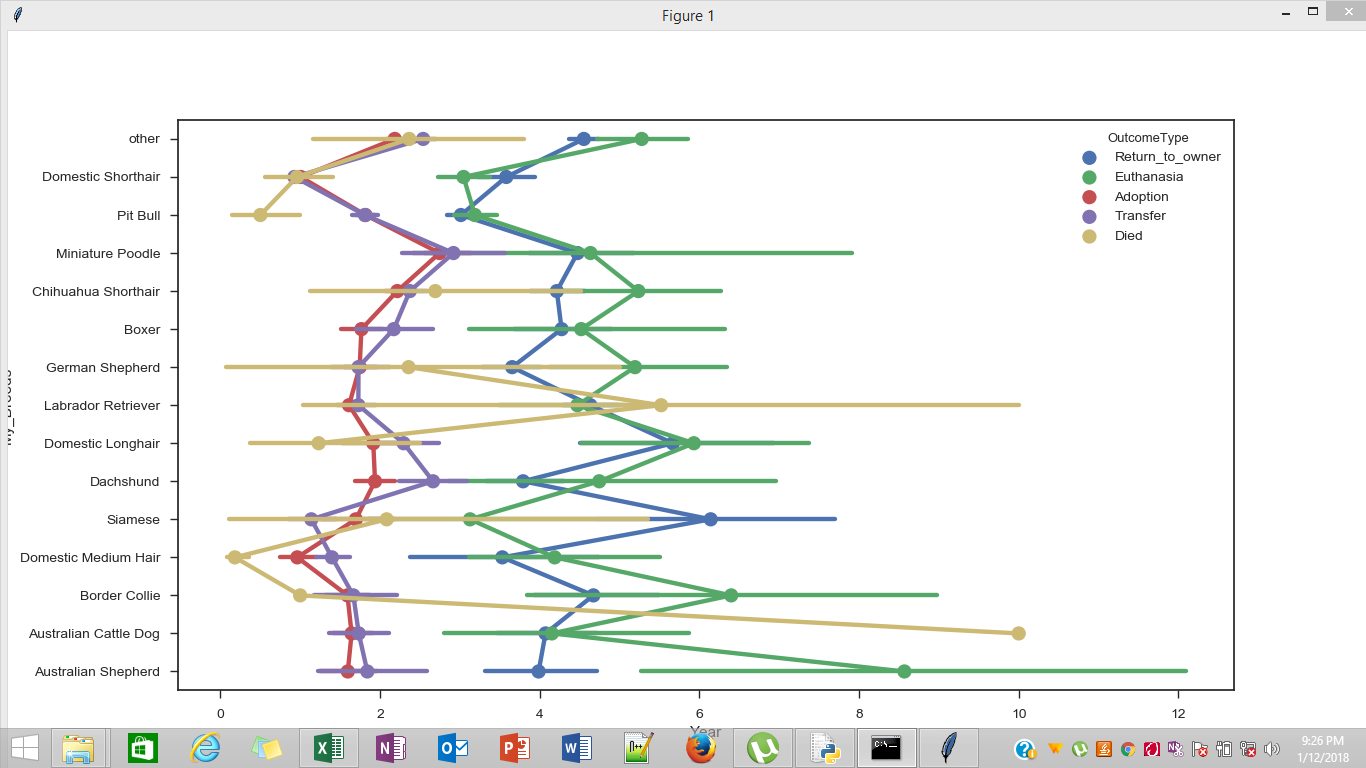 Figure 1
OutcomeType
Return_to_owner
Euthanasia
Adoption
Transfer
Died
other
Domestic Shorthair
Pit Bull
Miniature Poodle
Chihuahua Shorthair
Boxer
German Shepherd
Labrador Retriever
Domestic Longhair
Dachshund
Siamese
Domestic Medium Hair
Border Collie
Australian Cattle Dog
Australian Shepherd
0 2 4 6 8 10 12
Year
9:26 PM
1/12/2018